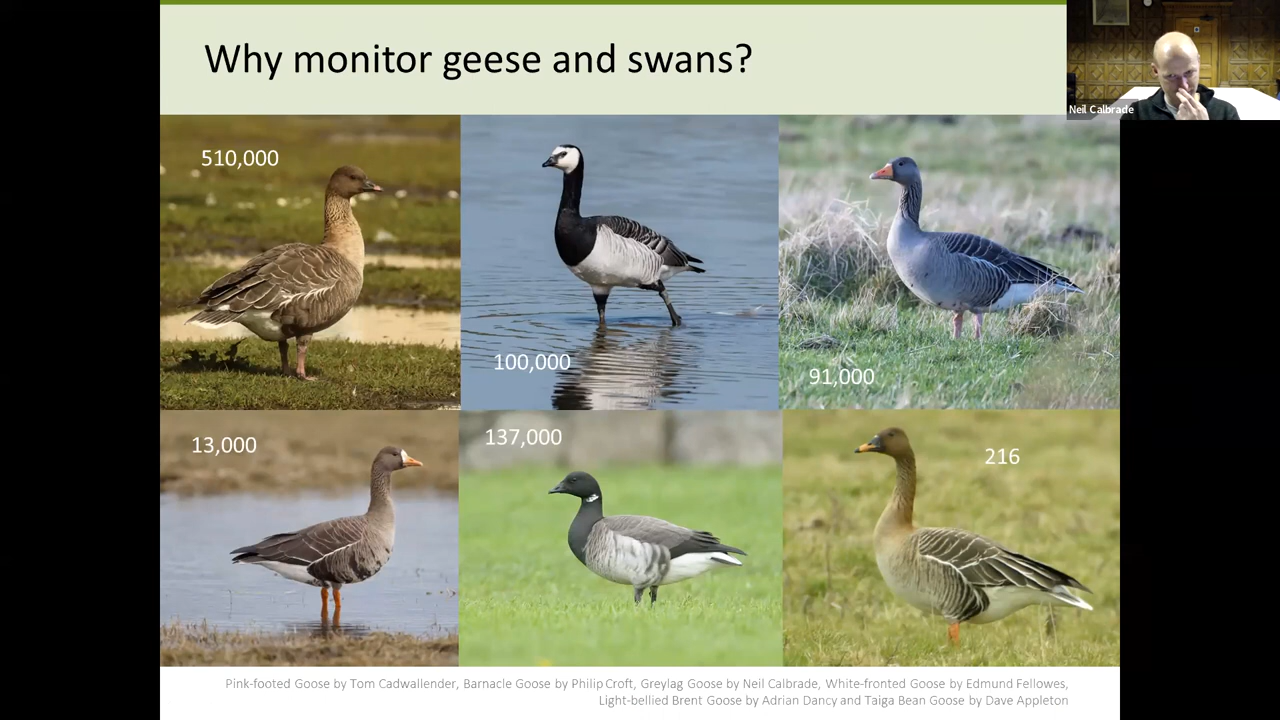 Why monitor geese and swans?
Neil Calbrade
510,000
100,000
91,000
13,000
137,000
216
Pink-footed Goose by Tom Cadwallender, Barnacle Goose by Philip Croft, Greylag Goose by Neil Calbrade, White-fronted Goose by Edmund Fellowes,
Light-bellied Brent Goose by Adrian Dancy and Taiga Bean Goose by Dave Appleton